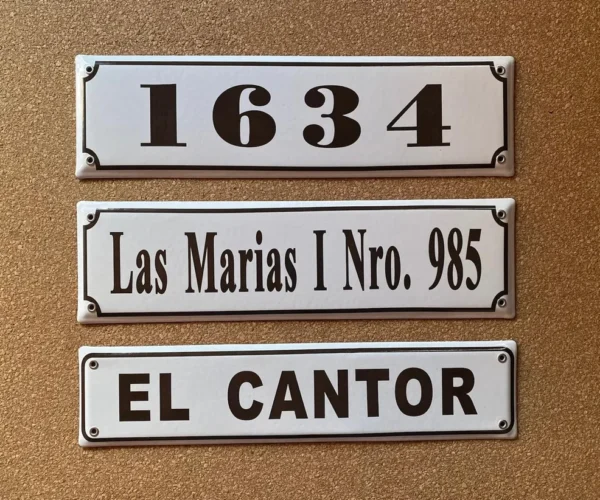 1634
Las Marias I Nro. 985
EL CANTOR